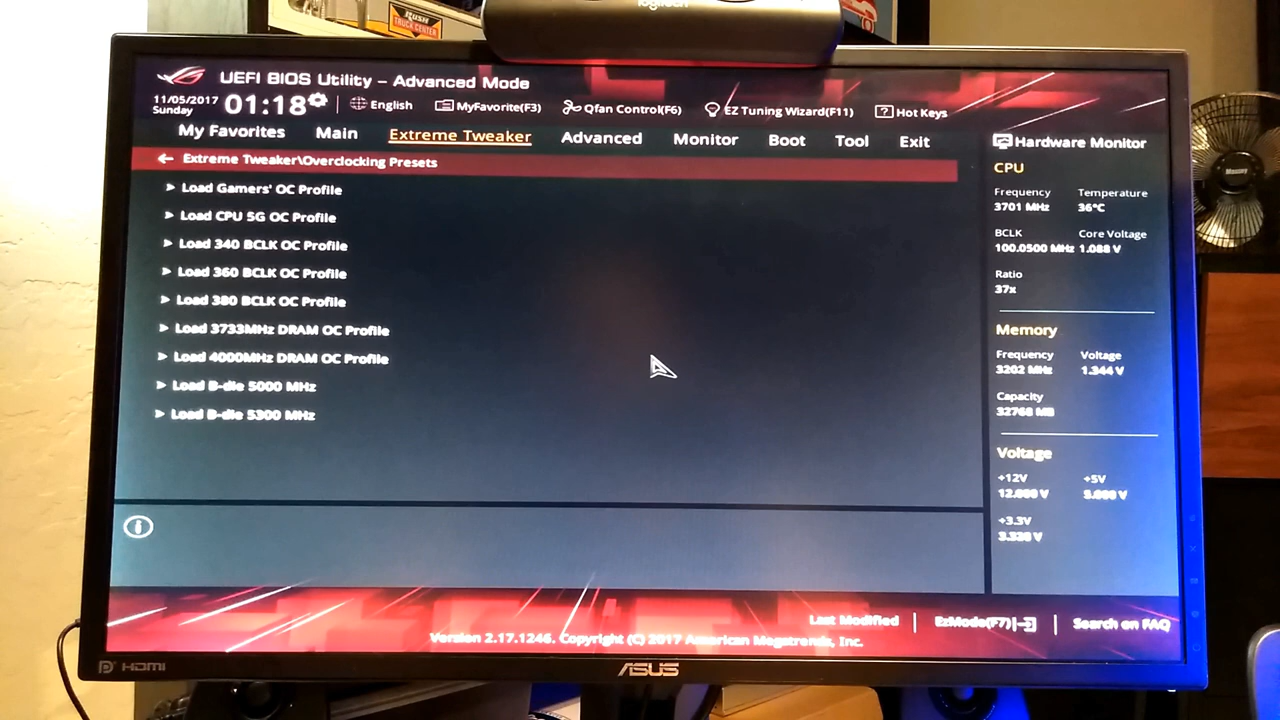 RUSH
TRUCK CENTER
logitech
UEFI BIOS Utility – Advanced Mode
11/05/2017
Sunday
01:18
English
MyFavorite(F3)
Qfan Control(F6)
EZ Tuning Wizard(F11)
? Hot Keys
My Favorites Main Extreme Tweaker Advanced Monitor Boot Tool Exit
Extreme Tweaker\Overclocking Presets
Load Gamers' OC Profile
Load CPU 5G OC Profile
Load 340 BCLK OC Profile
Load 360 BCLK OC Profile
Load 380 BCLK OC Profile
Load 3733MHz DRAM OC Profile
Load 4000MHz DRAM OC Profile
Load B-die 5000 MHz
Load B-die 5300 MHz
Hardware Monitor
CPU
Frequency Temperature
3701 MHz 36°C
BCLK Core Voltage
100.0500 MHz 1.088 V
Ratio
37x
Memory
Frequency Voltage
3202 MHz 1.344 V
Capacity
32768 MB
Voltage
+12V +5V
V V
+3.3V
V
Last Modified
EzMode(F7)
Search on FAQ
Version 2.17.1246. Copyright (C) 2017 American Megatrends, Inc.
HDMI
ASUS